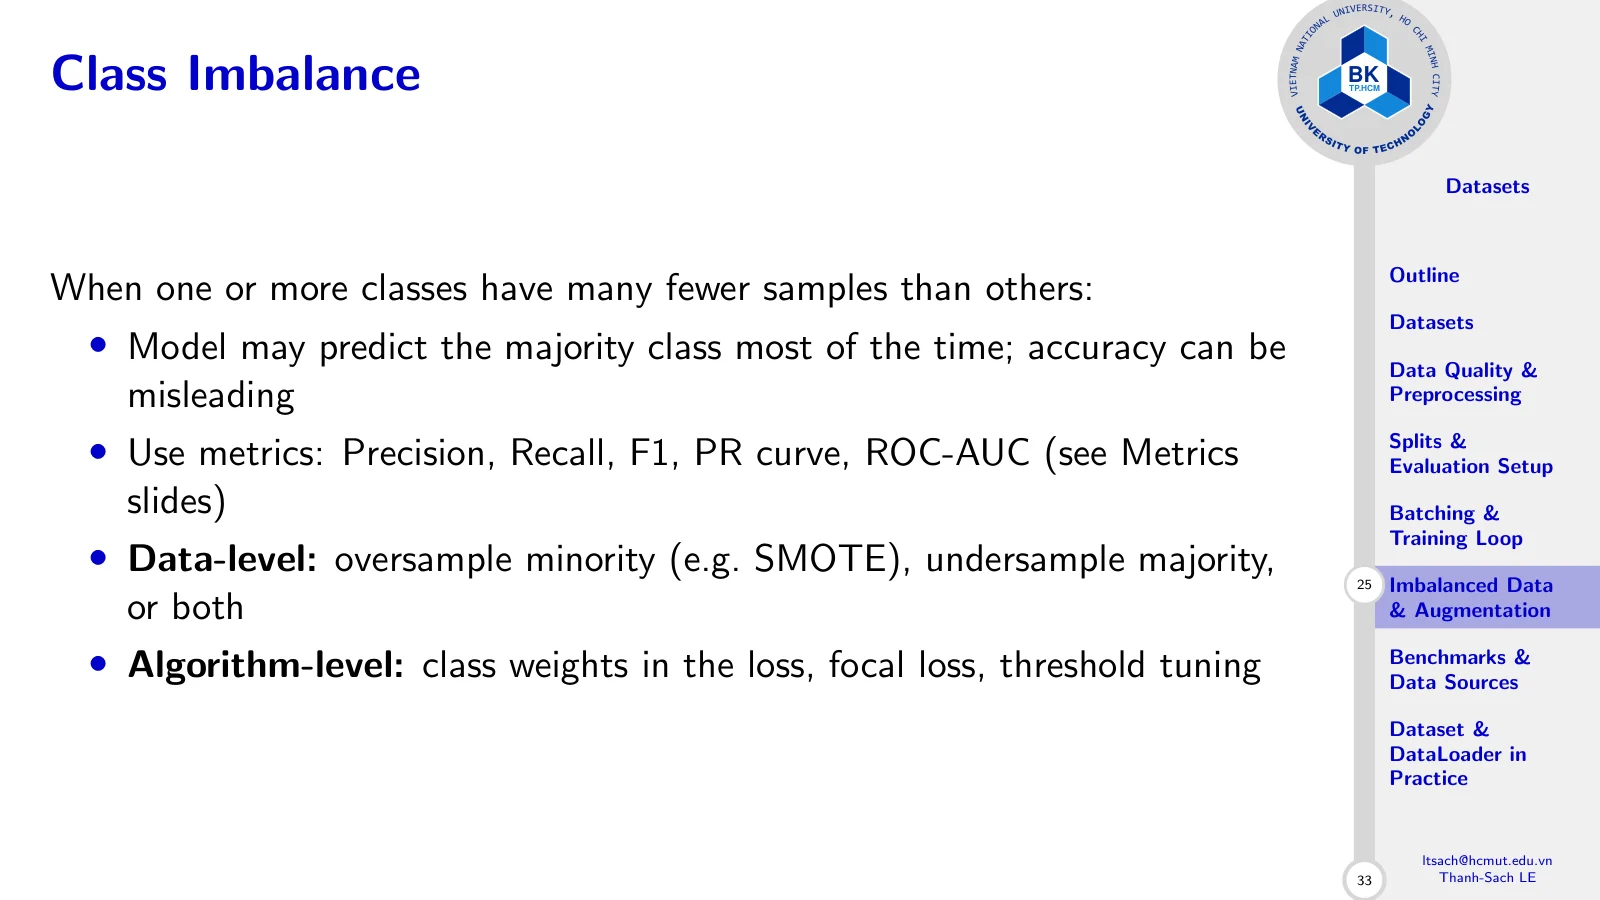 Class Imbalance
When one or more classes have many fewer samples than others:
• Model may predict the majority class most of the time; accuracy can be
misleading
• Use metrics: Precision, Recall, F1, PR curve, ROC-AUC (see Metrics
slides)
• Data-level: oversample minority (e.g. SMOTE), undersample majority,
or both
• Algorithm-level: class weights in the loss, focal loss, threshold tuning
VIETNAM NATIONAL UNIVERSITY, HO CHI MINH CITY
BK
TP.HCM
UNIVERSITY OF TECHNOLOGY
Datasets
Outline
Datasets
Data Quality &
Preprocessing
Splits &
Evaluation Setup
Batching &
Training Loop
25
Imbalanced Data
& Augmentation
Benchmarks &
Data Sources
Dataset &
DataLoader in
Practice
33
ltsach@hcmut.edu.vn
Thanh-Sach LE